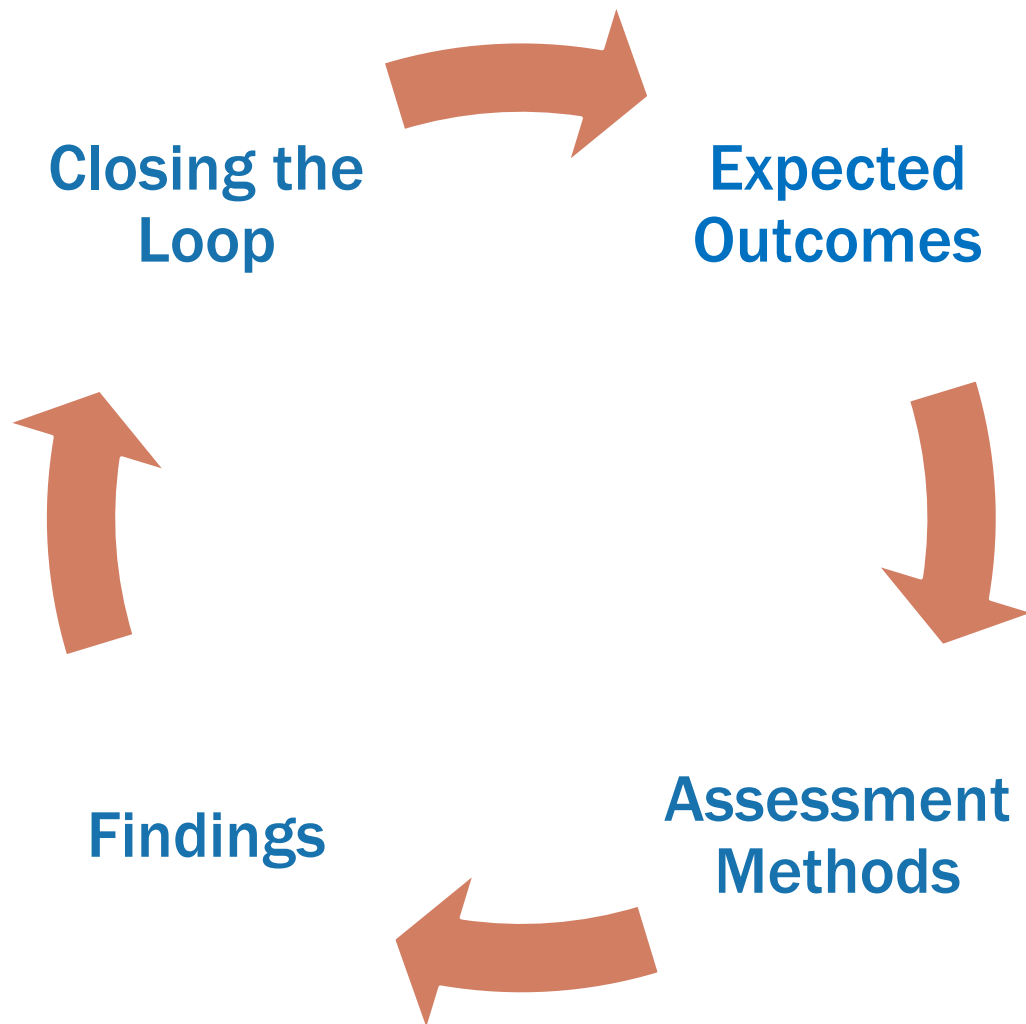 Closing the
Loop
Expected
Outcomes
Assessment
Methods
Findings